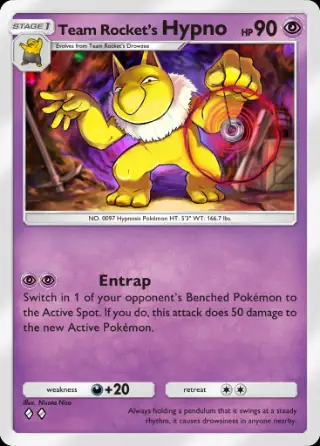 STAGE 1
Team Rocket's Hypno HP 90
Evolves from Team Rocket's Drowzee
NO. 0097 Hypnosis Pokémon HT: 5'3" WT: 166.7 lbs.
Entrap
Switch in 1 of your opponent's Benched Pokémon to
the Active Spot. If you do, this attack does 50 damage to
the new Active Pokémon.
weakness +20 retreat
Illus. Nisota Niso
Always holding a pendulum that it swings at a steady
rhythm, it causes drowsiness in anyone nearby.